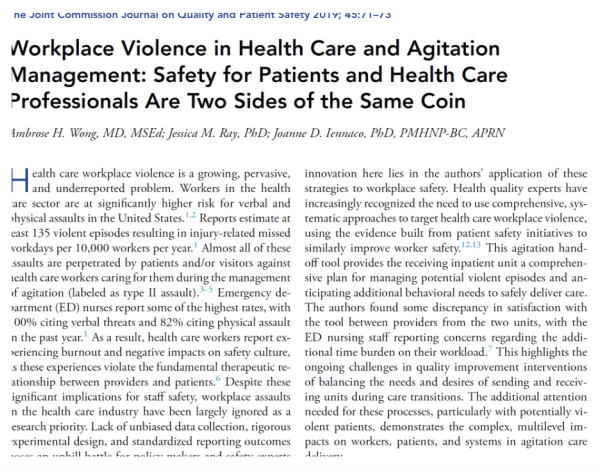 he Joint Commission Journal on Quality and Patient Safety 2019; 45:71–73
Workplace Violence in Health Care and Agitation
Management: Safety for Patients and Health Care
Professionals Are Two Sides of the Same Coin
Ambrose H. Wong, MD, MSEd; Jessica M. Ray, PhD; Joanne D. Iennaco, PhD, PMHNP-BC, APRN
Health care workplace violence is a growing, pervasive,
and underreported problem. Workers in the health
care sector are at significantly higher risk for verbal and
physical assaults in the United States.1,2 Reports estimate at
east 135 violent episodes resulting in injury-related missed
workdays per 10,000 workers per year.1 Almost all of these
ssaults are perpetrated by patients and/or visitors against
health care workers caring for them during the management
of agitation (labeled as type II assault).3–5 Emergency de-
partment (ED) nurses report some of the highest rates, with
00% citing verbal threats and 82% citing physical assault
n the past year.1 As a result, health care workers report ex-
periencing burnout and negative impacts on safety culture,
s these experiences violate the fundamental therapeutic re-
ationship between providers and patients.6 Despite these
ignificant implications for staff safety, workplace assaults
n the health care industry have been largely ignored as a
esearch priority. Lack of unbiased data collection, rigorous
experimental design, and standardized reporting outcomes
poses an uphill battle for policy makers and safety experts
innovation here lies in the authors' application of these
strategies to workplace safety. Health quality experts have
increasingly recognized the need to use comprehensive, sys-
tematic approaches to target health care workplace violence,
using the evidence built from patient safety initiatives to
similarly improve worker safety.12,13 This agitation hand-
off tool provides the receiving inpatient unit a comprehen-
sive plan for managing potential violent episodes and an-
ticipating additional behavioral needs to safely deliver care.
The authors found some discrepancy in satisfaction with
the tool between providers from the two units, with the
ED nursing staff reporting concerns regarding the addi-
tional time burden on their workload.7 This highlights the
ongoing challenges in quality improvement interventions
of balancing the needs and desires of sending and receiv-
ing units during care transitions. The additional attention
needed for these processes, particularly with potentially vi-
olent patients, demonstrates the complex, multilevel im-
pacts on workers, patients, and systems in agitation care
delivery.